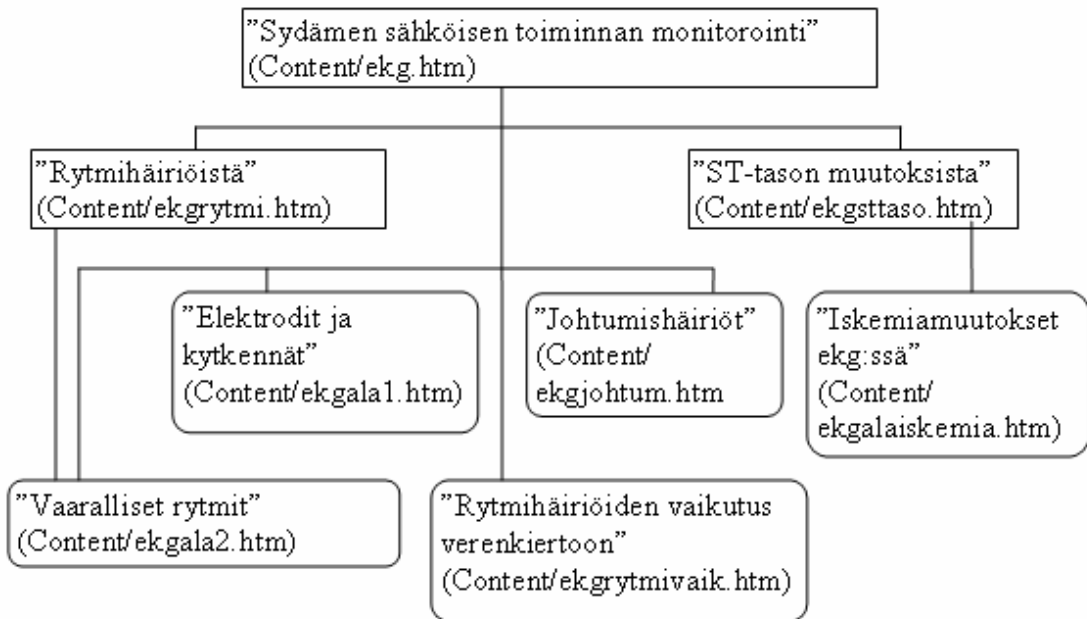 ”Sydämen sähköisen toiminnan monitorointi”
(Content/ekg.htm)
”Rytmihäiriöistä”
(Content/ekgrytmi.htm)
”ST-tason muutoksista”
(Content/ekgsttaso.htm)
”Elektrodit ja
kytkennät”
(Content/ekgala1.htm)
”Johtumishäiriöt”
(Content/
ekgjohtum.htm
”Iskemiamuutokset
ekg:ssä”
(Content/
ekgalaiskemia.htm)
”Vaaralliset rytmit”
(Content/ekgala2.htm)
”Rytmihäiriöiden vaikutus
verenkiertoon”
(Content/ekgrytmivaik.htm)